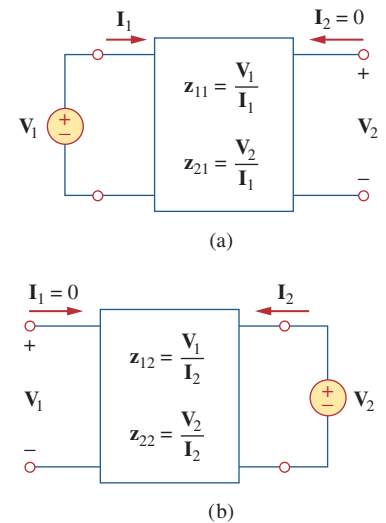 I₁
I₂ = 0
z₁₁ = V₁/I₁
+
V₁
+
−
V₂
z₂₁ = V₂/I₁
−
(a)
I₁ = 0
I₂
+
z₁₂ = V₁/I₂
V₁
+
−
V₂
z₂₂ = V₂/I₂
−
(b)